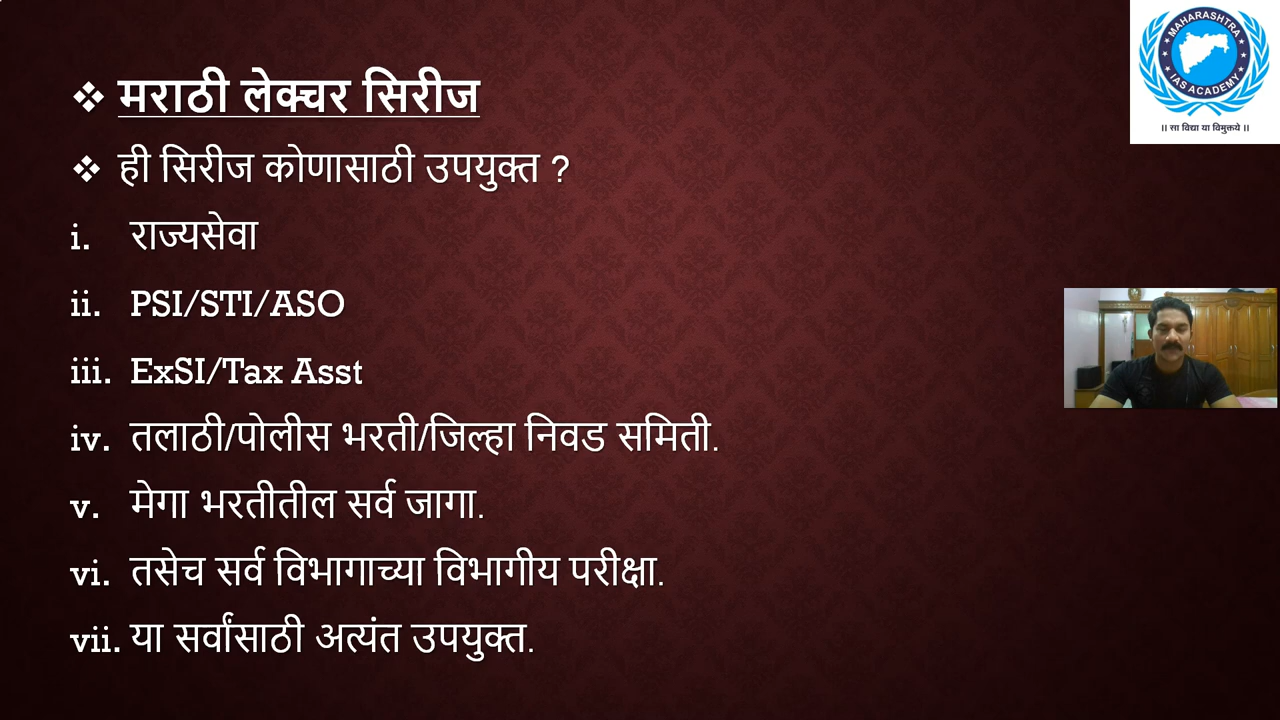 ❖ मराठी लेक्चर सिरीज
❖ ही सिरीज कोणासाठी उपयुक्त ?
i. राज्यसेवा
ii. PSI/STI/ASO
iii. ExSI/Tax Asst
iv. तलाठी/पोलीस भरती/जिल्हा निवड समिती.
v. मेगा भरतीतील सर्व जागा.
vi. तसेच सर्व विभागाच्या विभागीय परीक्षा.
vii. या सर्वांसाठी अत्यंत उपयुक्त.
MAHARASHTRA
IAS ACADEMY
|| सा विद्या या विमुक्तये ||